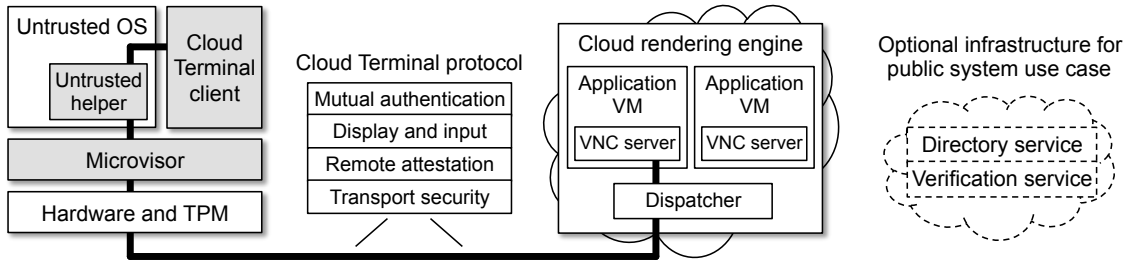 Untrusted OS
Untrusted
helper
Cloud
Terminal
client
Microvisor
Hardware and TPM
Cloud Terminal protocol
Mutual authentication
Display and input
Remote attestation
Transport security
Cloud rendering engine
Application
VM
VNC server
Application
VM
VNC server
Dispatcher
Optional infrastructure for
public system use case
Directory service
Verification service